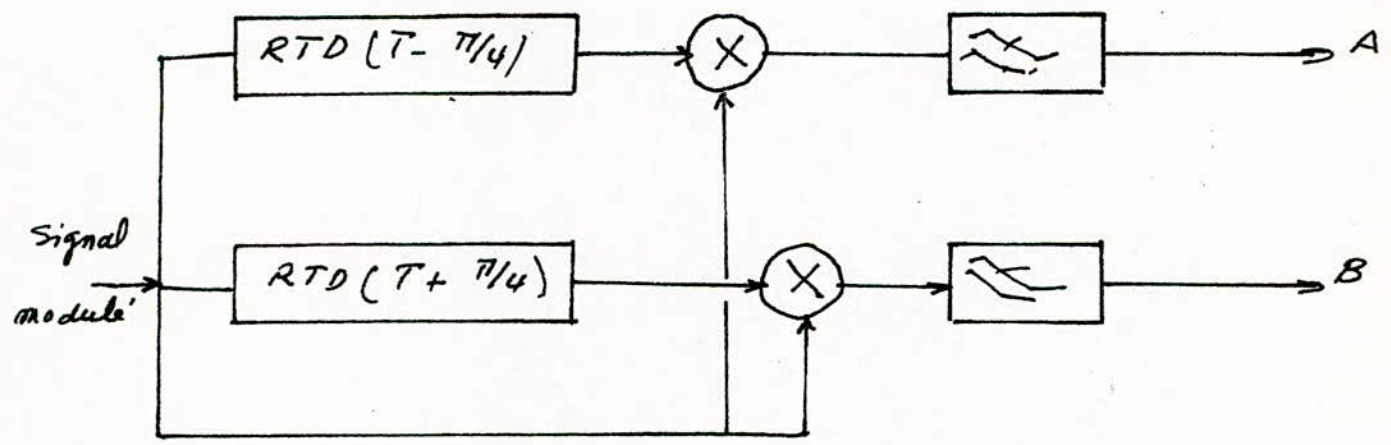 RTD (T - π/4)
X
A
Signal
modulé
RTD (T + π/4)
X
B